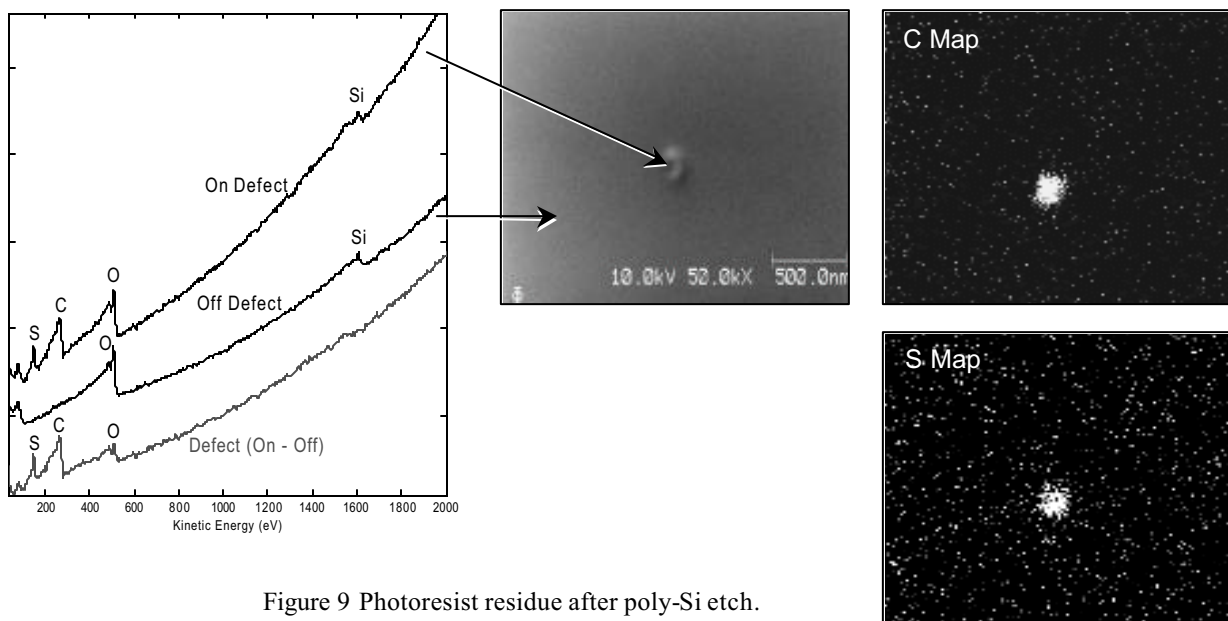 Si
On Defect
Si
O
C
S
Off Defect
O
C
S
O
Defect (On - Off)
200 400 600 800 1000 1200 1400 1600 1800 2000
Kinetic Energy (eV)
10.0kV 50.0kX 500.0nm
C Map
S Map
Figure 9 Photoresist residue after poly-Si etch.